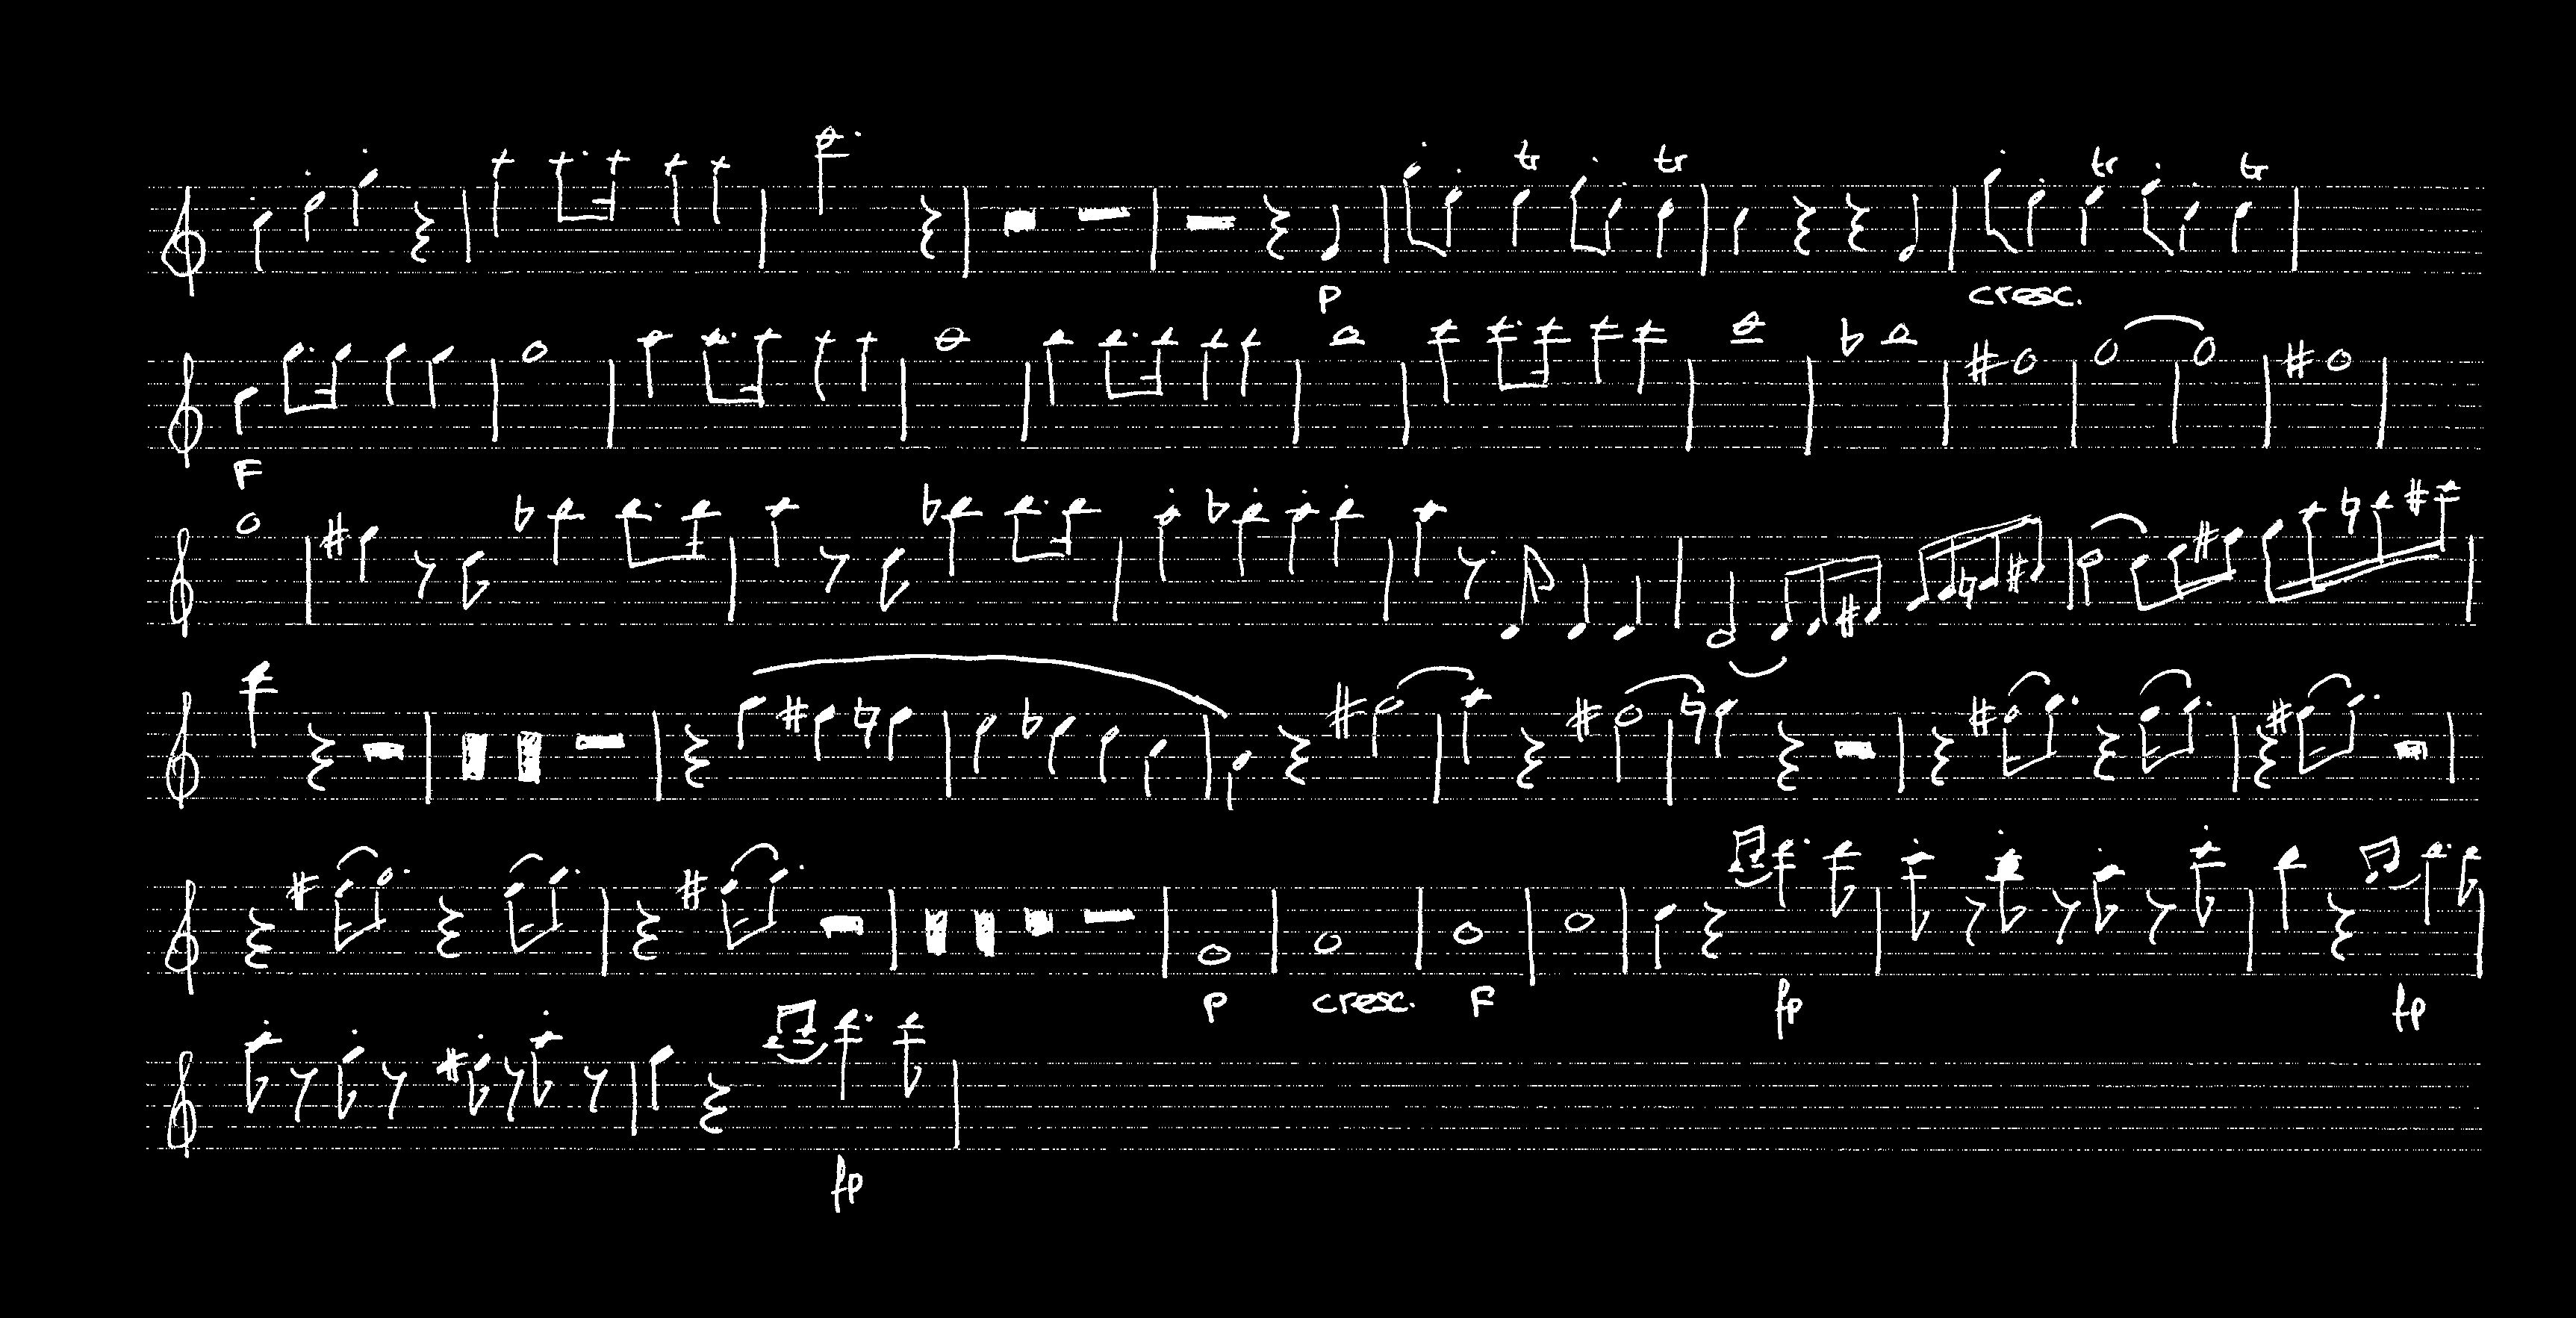 tr tr tr tr
p cresc.
F
p cresc. F fp fp
fp